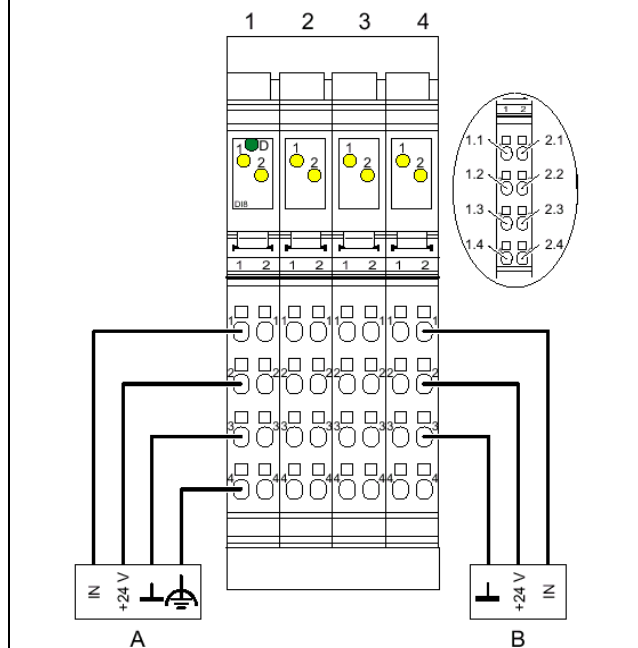 1 2 3 4
1 2
1.1 2.1
1.2 2.2
1.3 2.3
1.4 2.4
1 D 2
1 2
1 2
1 2
DI8
1 2 1 2 1 2 1 2
1 1 1 1 1
2 2 2 2 2 2 2 2
3 3 3 3 3 3 3 3
4 4 4 4 4 4 4 4
IN
+24 V
+24 V
IN
A
B